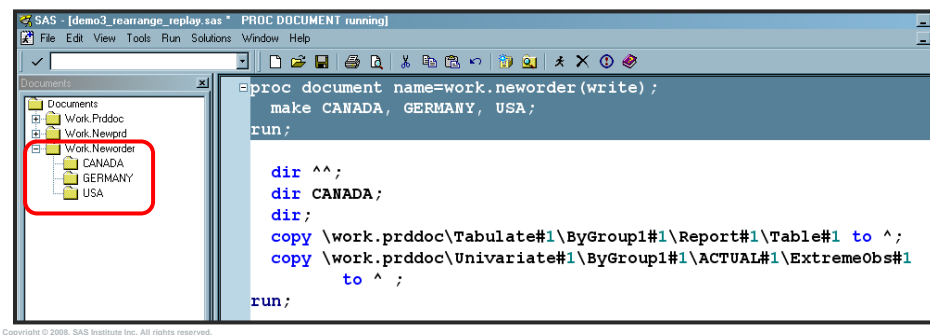 SAS - [demo3_rearrange_replay.sas * PROC DOCUMENT running]
File Edit View Tools Run Solutions Window Help
Documents
Documents
Work.Prddoc
Work.Newprd
Work.Neworder
CANADA
GERMANY
USA
proc document name=work.neworder(write);
make CANADA, GERMANY, USA;
run;
dir ^^;
dir CANADA;
dir;
copy \work.prddoc\Tabulate#1\ByGroup1#1\Report#1\Table#1 to ^;
copy \work.prddoc\Univariate#1\ByGroup1#1\ACTUAL#1\ExtremeObs#1
to ^ ;
run;
Copyright © 2008, SAS Institute Inc. All rights reserved.